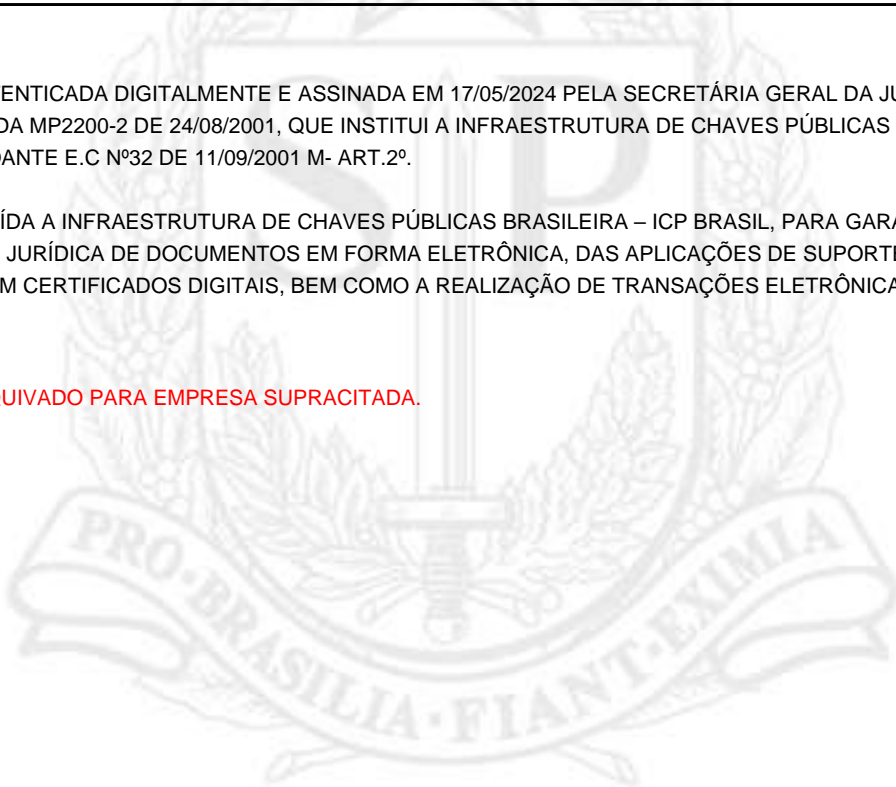 ENTICADA DIGITALMENTE E ASSINADA EM 17/05/2024 PELA SECRETÁRIA GERAL DA JU
DA MP2200-2 DE 24/08/2001, QUE INSTITUI A INFRAESTRUTURA DE CHAVES PÚBLICAS
DANTE E.C Nº32 DE 11/09/2001 M- ART.2º.
ÍDA A INFRAESTRUTURA DE CHAVES PÚBLICAS BRASILEIRA – ICP BRASIL, PARA GARA
JURÍDICA DE DOCUMENTOS EM FORMA ELETRÔNICA, DAS APLICAÇÕES DE SUPORTE
M CERTIFICADOS DIGITAIS, BEM COMO A REALIZAÇÃO DE TRANSAÇÕES ELETRÔNICA
UIVADO PARA EMPRESA SUPRACITADA.
SP
PRO·BRASILIA·FIANT·EXIMIA